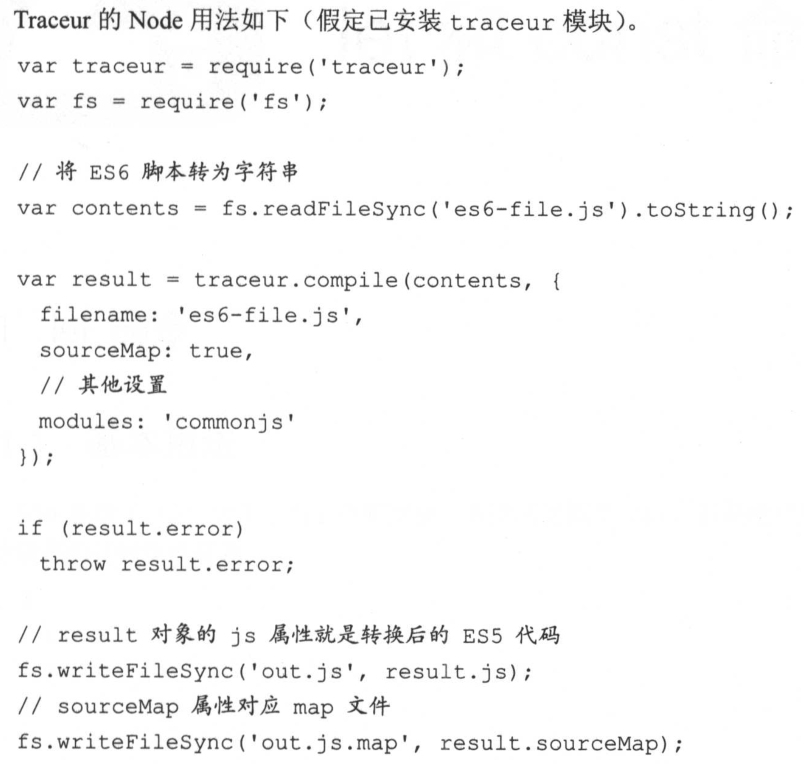 Traceur 的 Node 用法如下（假定已安装 traceur 模块）。
var traceur = require('traceur');
var fs = require('fs');
// 将 ES6 脚本转为字符串
var contents = fs.readFileSync('es6-file.js').toString();
var result = traceur.compile(contents, {
  filename: 'es6-file.js',
  sourceMap: true,
  // 其他设置
  modules: 'commonjs'
});
if (result.error)
  throw result.error;
// result 对象的 js 属性就是转换后的 ES5 代码
fs.writeFileSync('out.js', result.js);
// sourceMap 属性对应 map 文件
fs.writeFileSync('out.js.map', result.sourceMap);